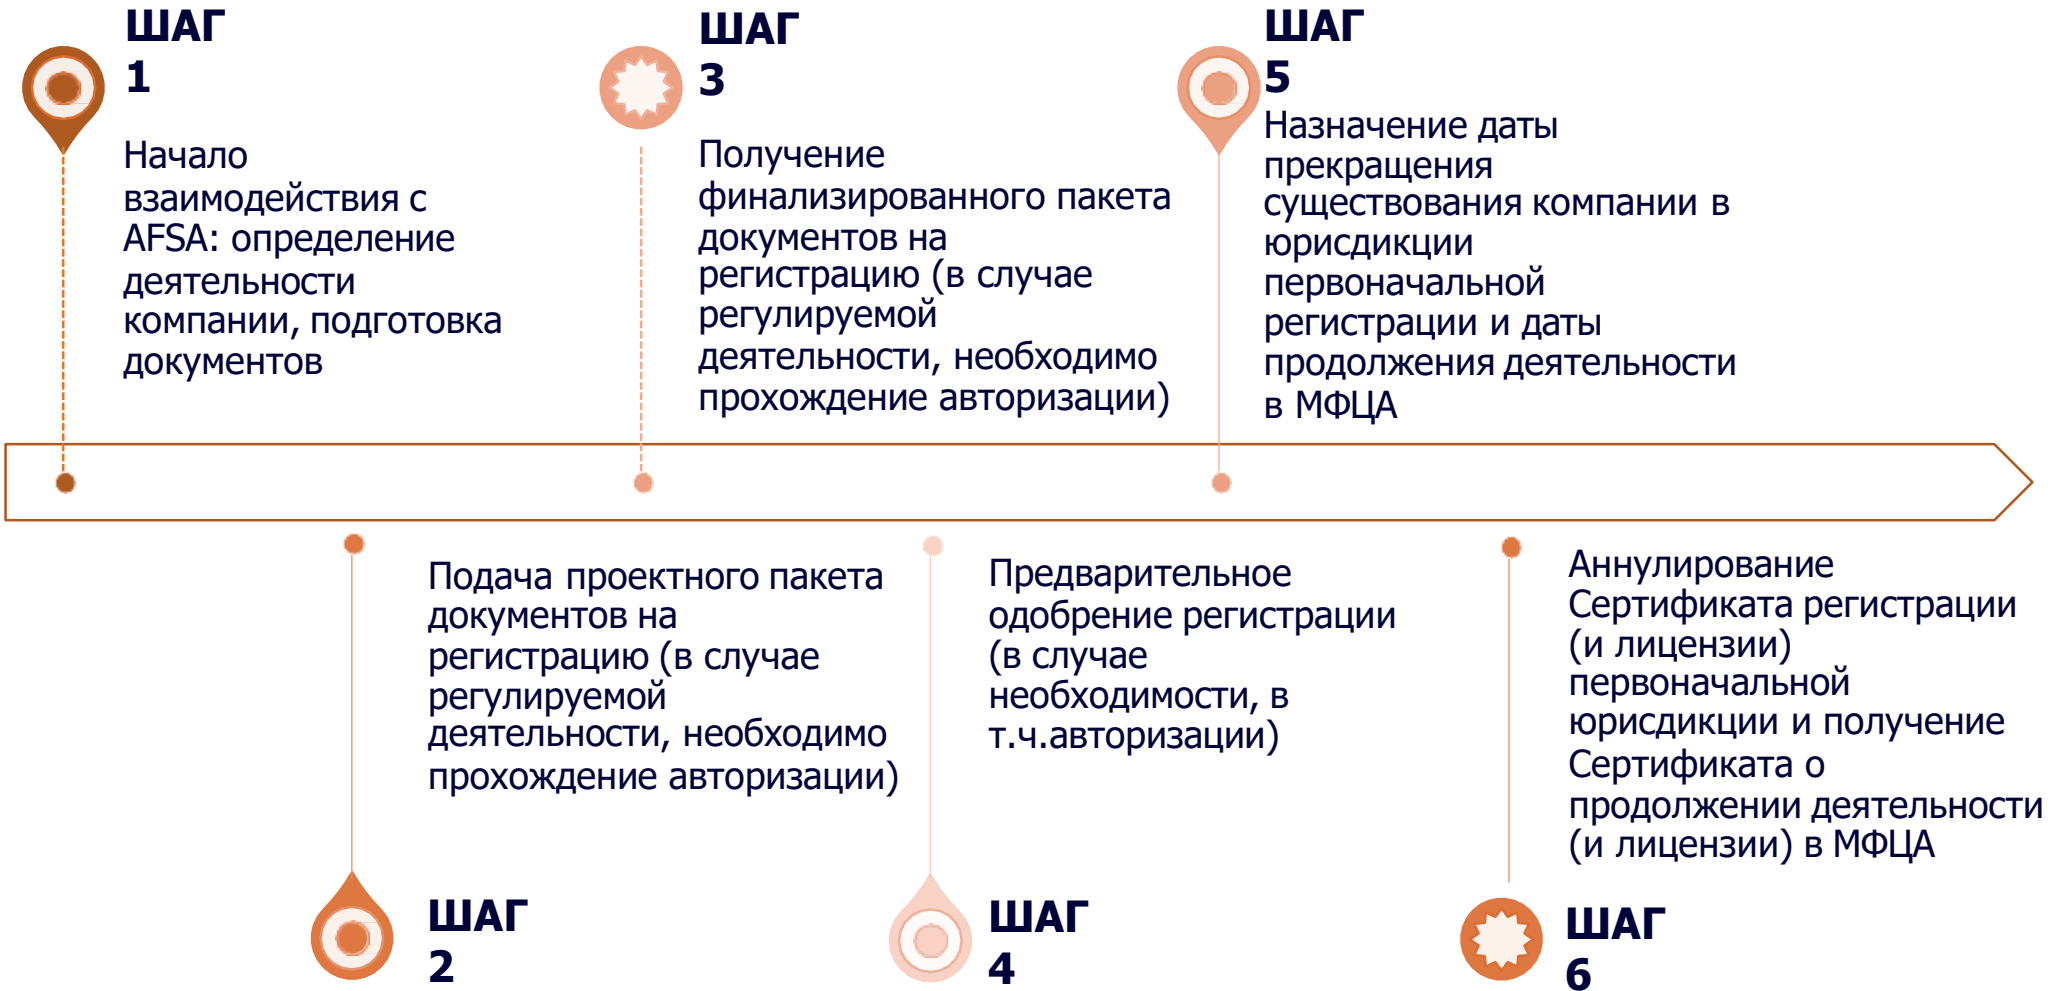 ШАГ
1
Начало
взаимодействия с
AFSA: определение
деятельности
компании, подготовка
документов
ШАГ
3
Получение
финализированного пакета
документов на
регистрацию (в случае
регулируемой
деятельности, необходимо
прохождение авторизации)
ШАГ
5
Назначение даты
прекращения
существования компании в
юрисдикции
первоначальной
регистрации и даты
продолжения деятельности
в МФЦА
Подача проектного пакета
документов на
регистрацию (в случае
регулируемой
деятельности, необходимо
прохождение авторизации)
ШАГ
2
Предварительное
одобрение регистрации
(в случае
необходимости, в
т.ч.авторизации)
ШАГ
4
Аннулирование
Сертификата регистрации
(и лицензии)
первоначальной
юрисдикции и получение
Сертификата о
продолжении деятельности
(и лицензии) в МФЦА
ШАГ
6